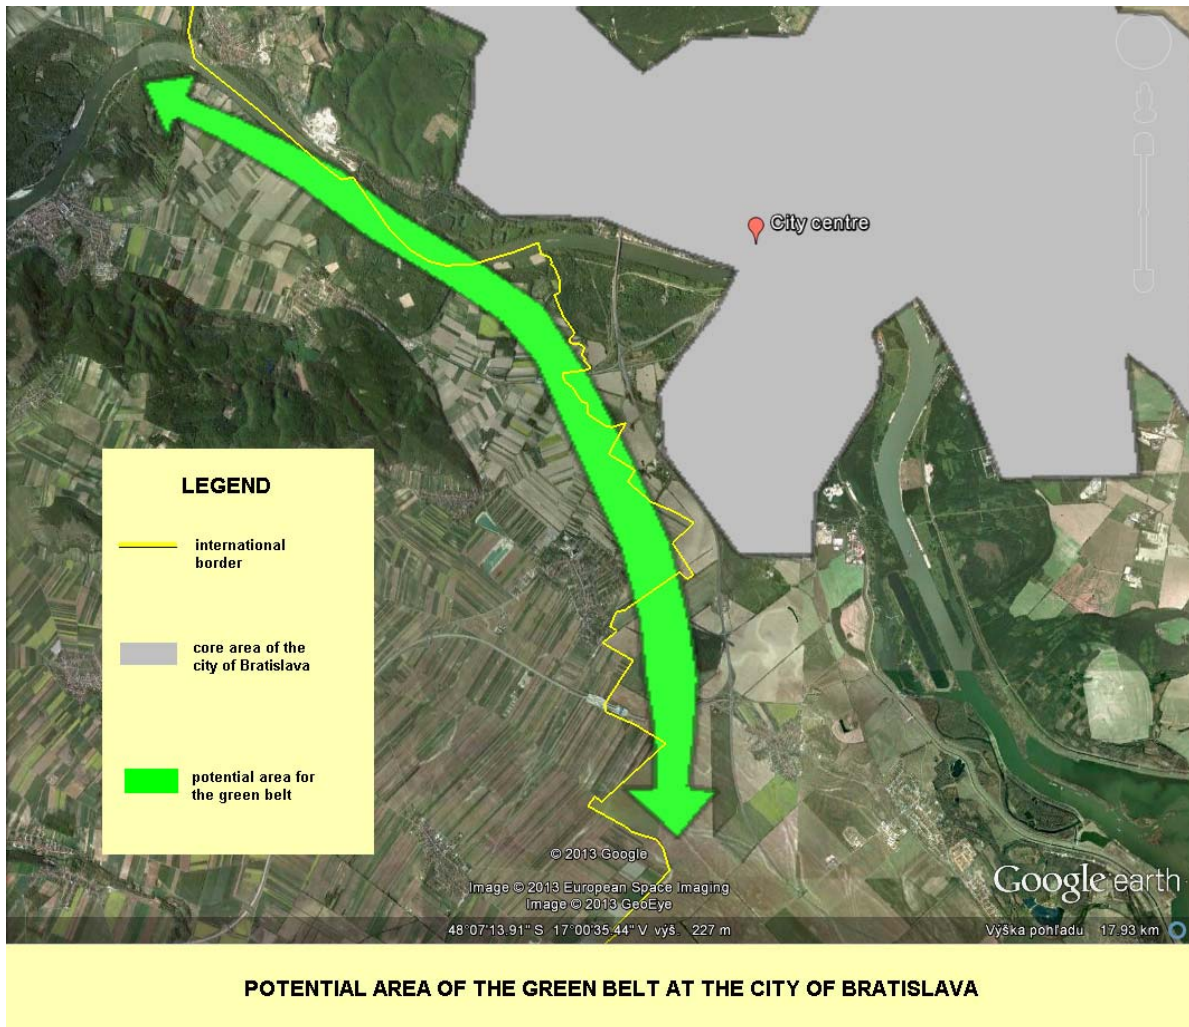 City centre
LEGEND
international
border
core area of the
city of Bratislava
potential area for
the green belt
© 2013 Google
Image © 2013 European Space Imaging
Image © 2013 GeoEye
Google earth
48°07'13.91" S 17°00'35.44" V výš. 227 m
Výška pohľadu 17.93 km
POTENTIAL AREA OF THE GREEN BELT AT THE CITY OF BRATISLAVA